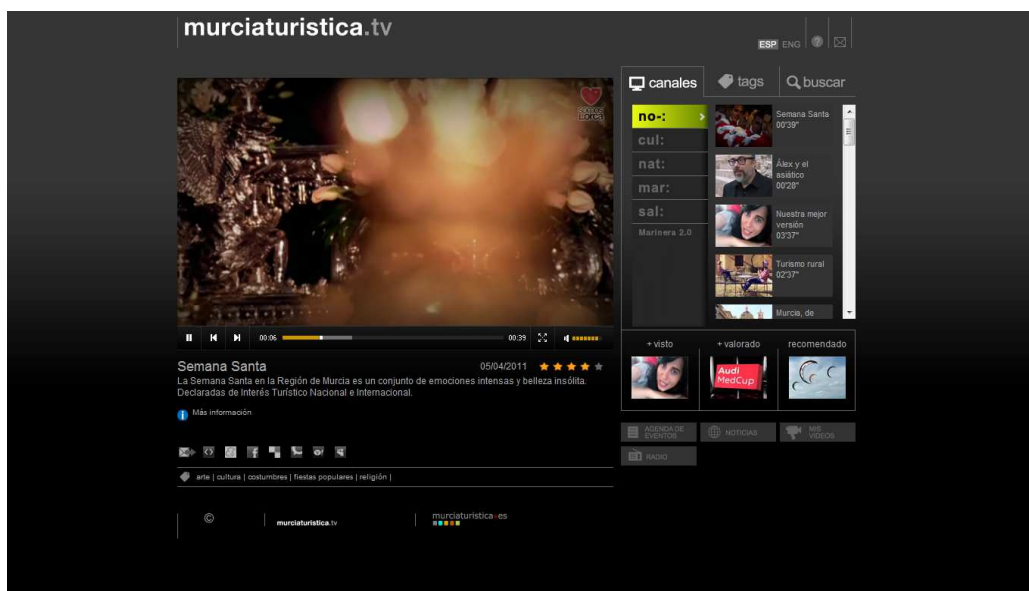 murciaturistica.tv
ESP ENG
canales
tags
buscar
no-:
cul:
nat:
mar:
sal:
Marinera 2.0
Semana Santa
00'39"
Álex y el
asiático
00'28"
Nuestra mejor
versión
03'37"
Turismo rural
02'37"
Murcia, de
00:06
00:39
Semana Santa
05/04/2011
La Semana Santa en la Región de Murcia es un conjunto de emociones intensas y belleza insólita.
Declaradas de Interés Turístico Nacional e Internacional.
Más información
+ visto
+ valorado
recomendado
Audi
MedCup
AGENDA DE
EVENTOS
NOTICIAS
MIS
VIDEOS
RADIO
arte | cultura | costumbres | fiestas populares | religión |
©
murciaturistica.tv
murciaturistica.es